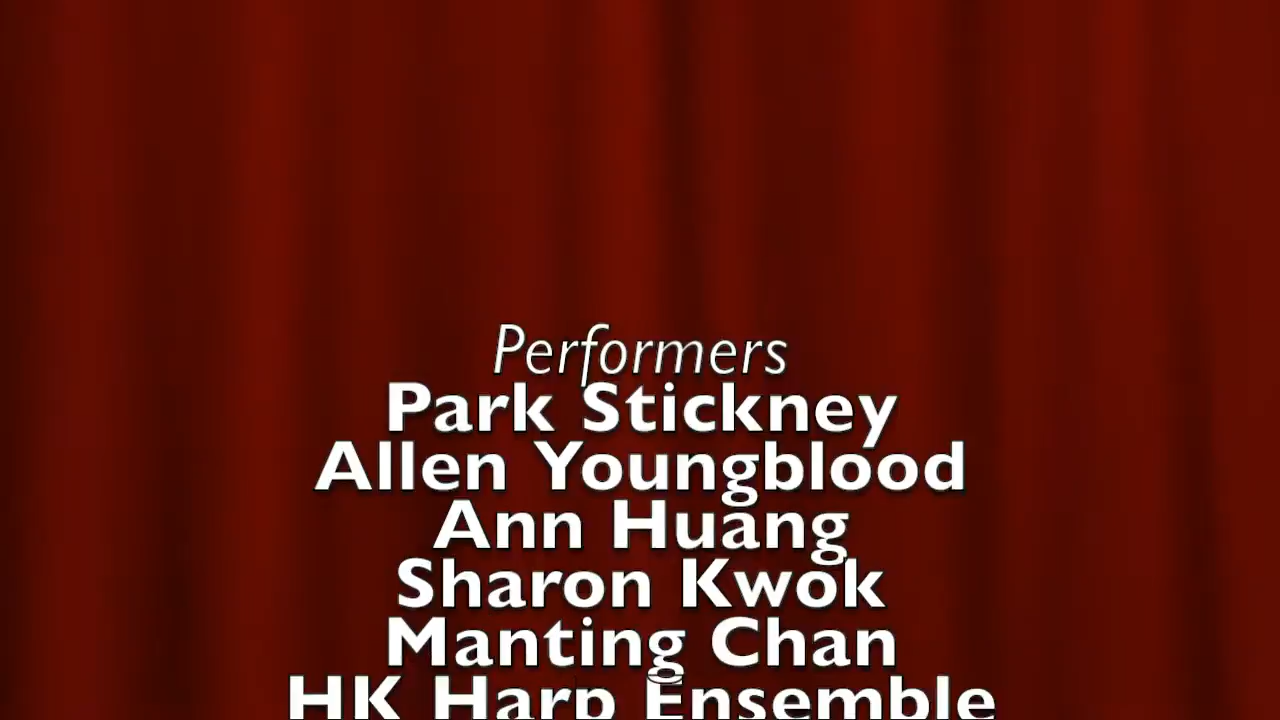 Performers
Park Stickney
Allen Youngblood
Ann Huang
Sharon Kwok
Manting Chan
HK Harp Ensemble